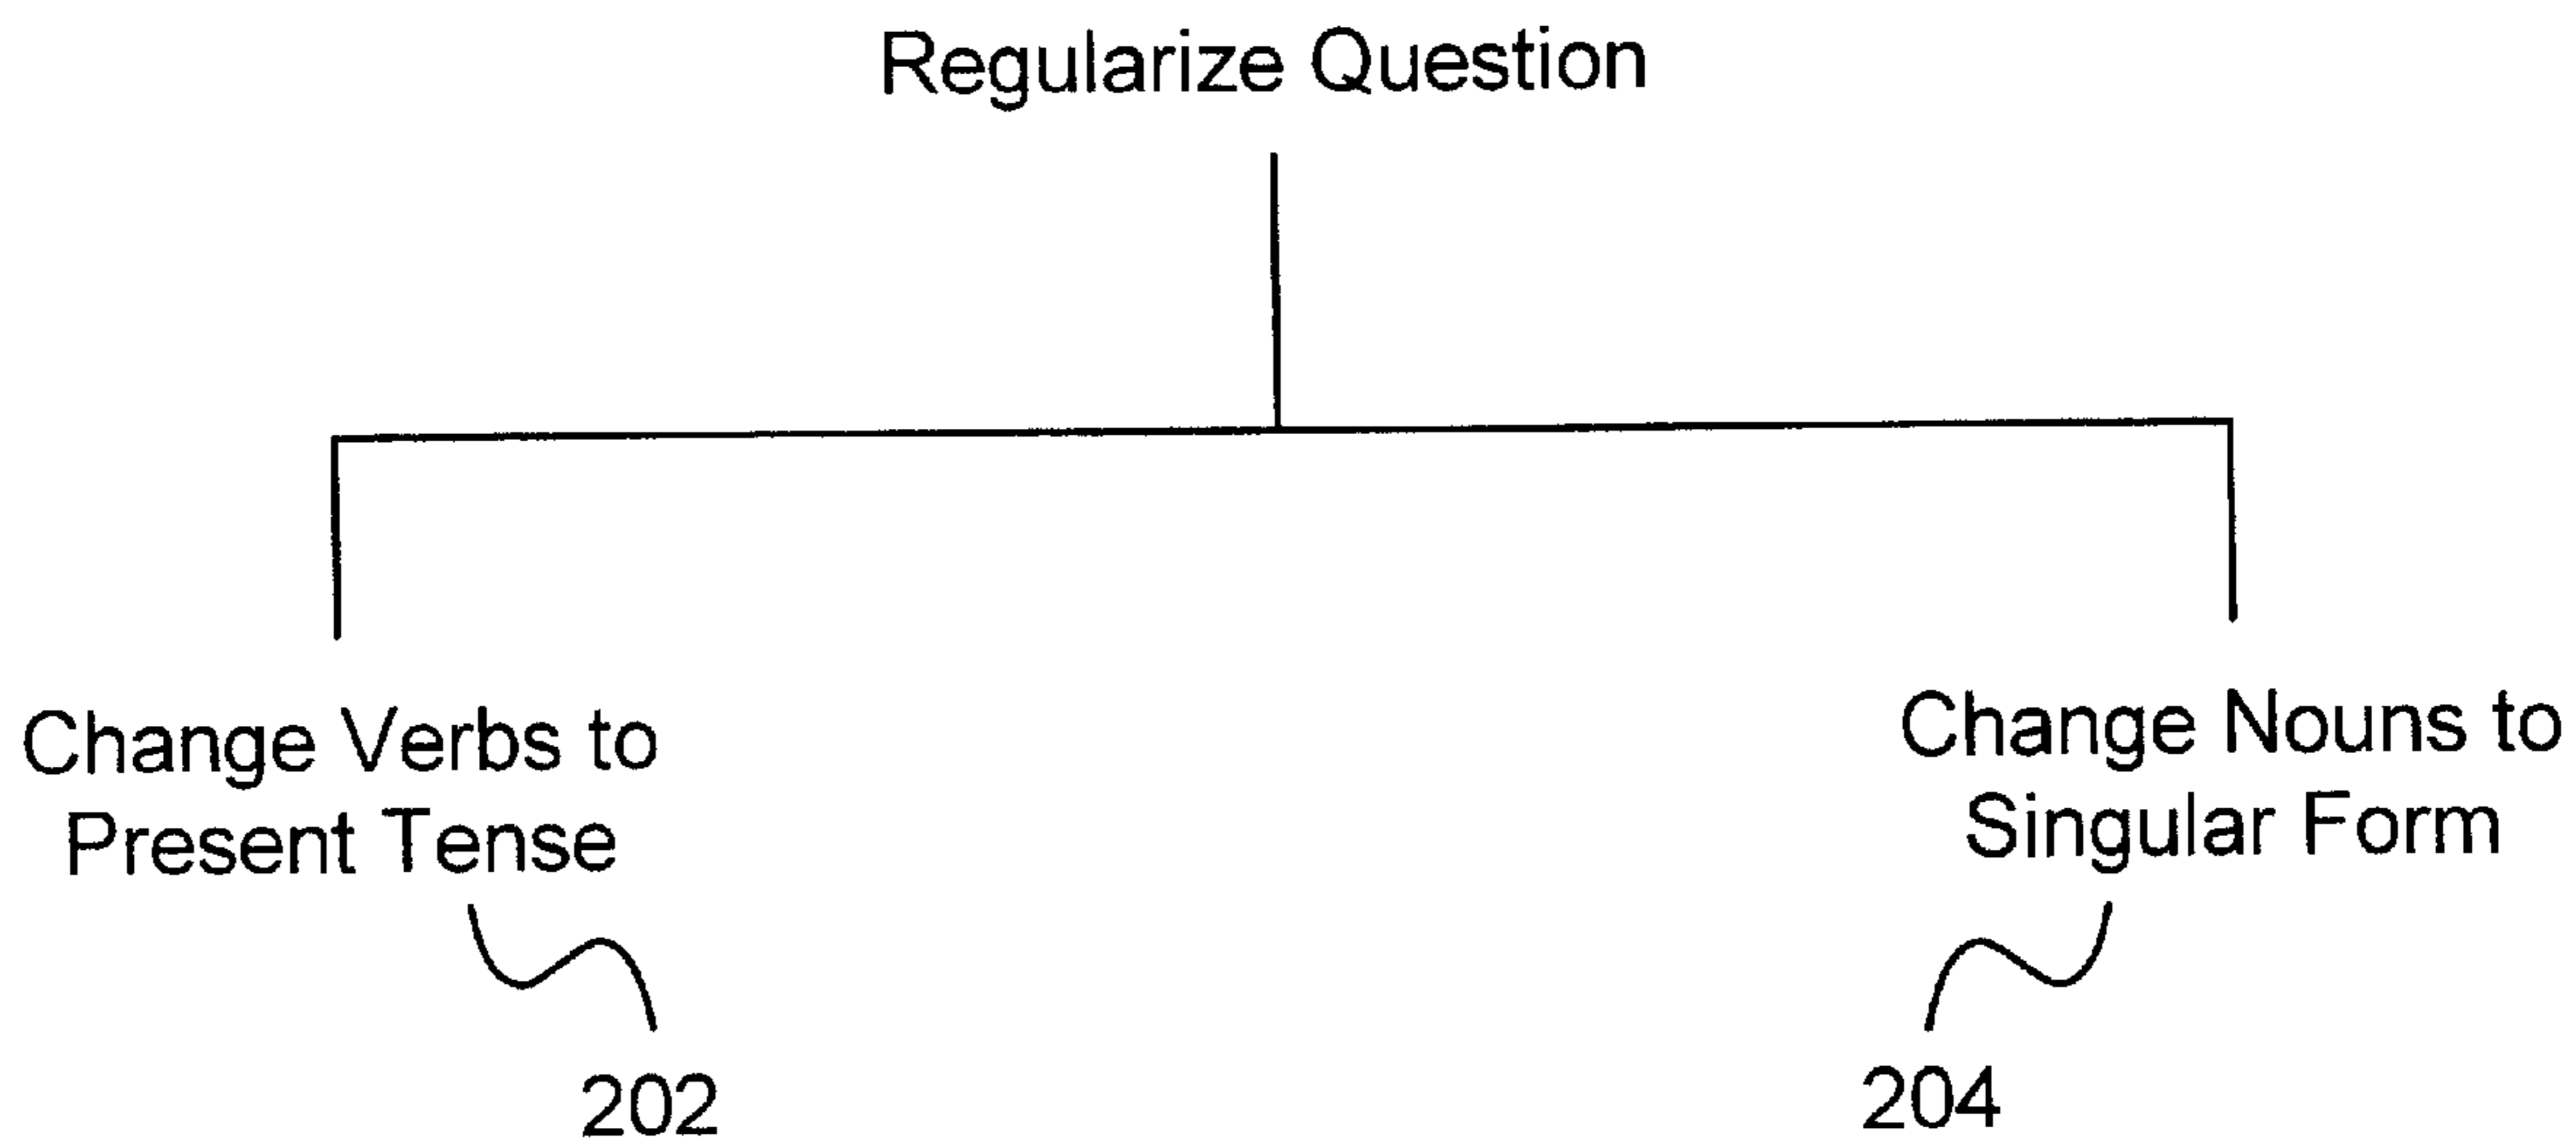 Regularize Question
Change Verbs to
Present Tense
202
Change Nouns to
Singular Form
204